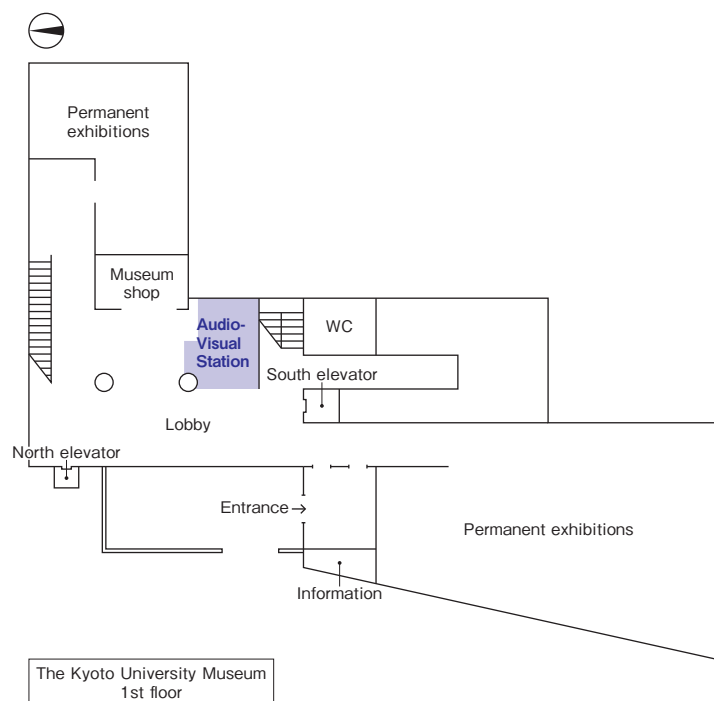 Permanent
exhibitions
Museum
shop
Audio-
Visual
Station
WC
South elevator
Lobby
North elevator
Entrance →
Permanent exhibitions
Information
The Kyoto University Museum
1st floor